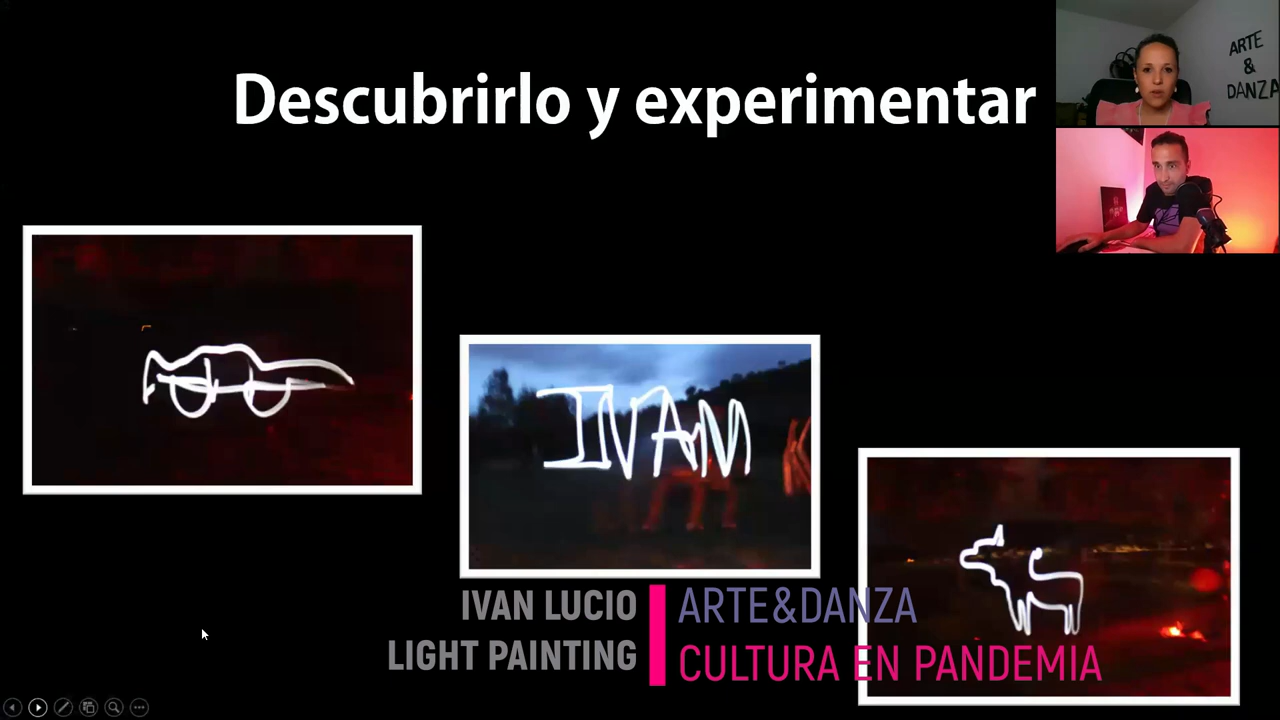 Descubrirlo y experimentar
ARTE
&
DANZA
IVAN
IVAN LUCIO
LIGHT PAINTING
ARTE&DANZA
CULTURA EN PANDEMIA